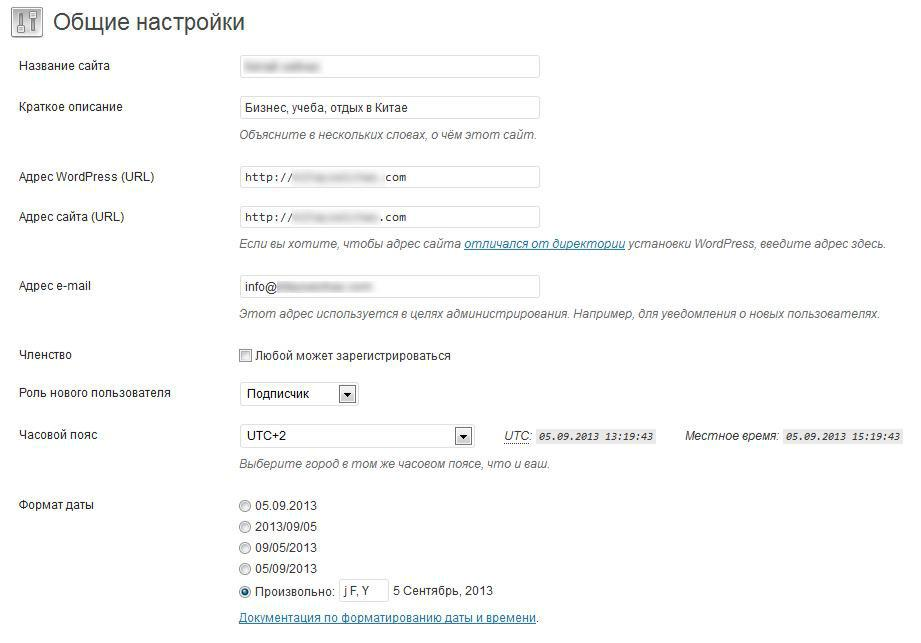 Общие настройки
Название сайта
Краткое описание Бизнес, учеба, отдых в Китае
Объясните в нескольких словах, о чём этот сайт.
Адрес WordPress (URL) http:// .com
Адрес сайта (URL) http:// .com
Если вы хотите, чтобы адрес сайта отличался от директории установки WordPress, введите адрес здесь.
Адрес e-mail info@
Этот адрес используется в целях администрирования. Например, для уведомления о новых пользователях.
Членство Любой может зарегистрироваться
Роль нового пользователя Подписчик
Часовой пояс UTC+2 UTC: 05.09.2013 13:19:43 Местное время: 05.09.2013 15:19:43
Выберите город в том же часовом поясе, что и ваш.
Формат даты 05.09.2013
2013/09/05
09/05/2013
05/09/2013
Произвольно: j F, Y 5 Сентябрь, 2013
Документация по форматированию даты и времени.